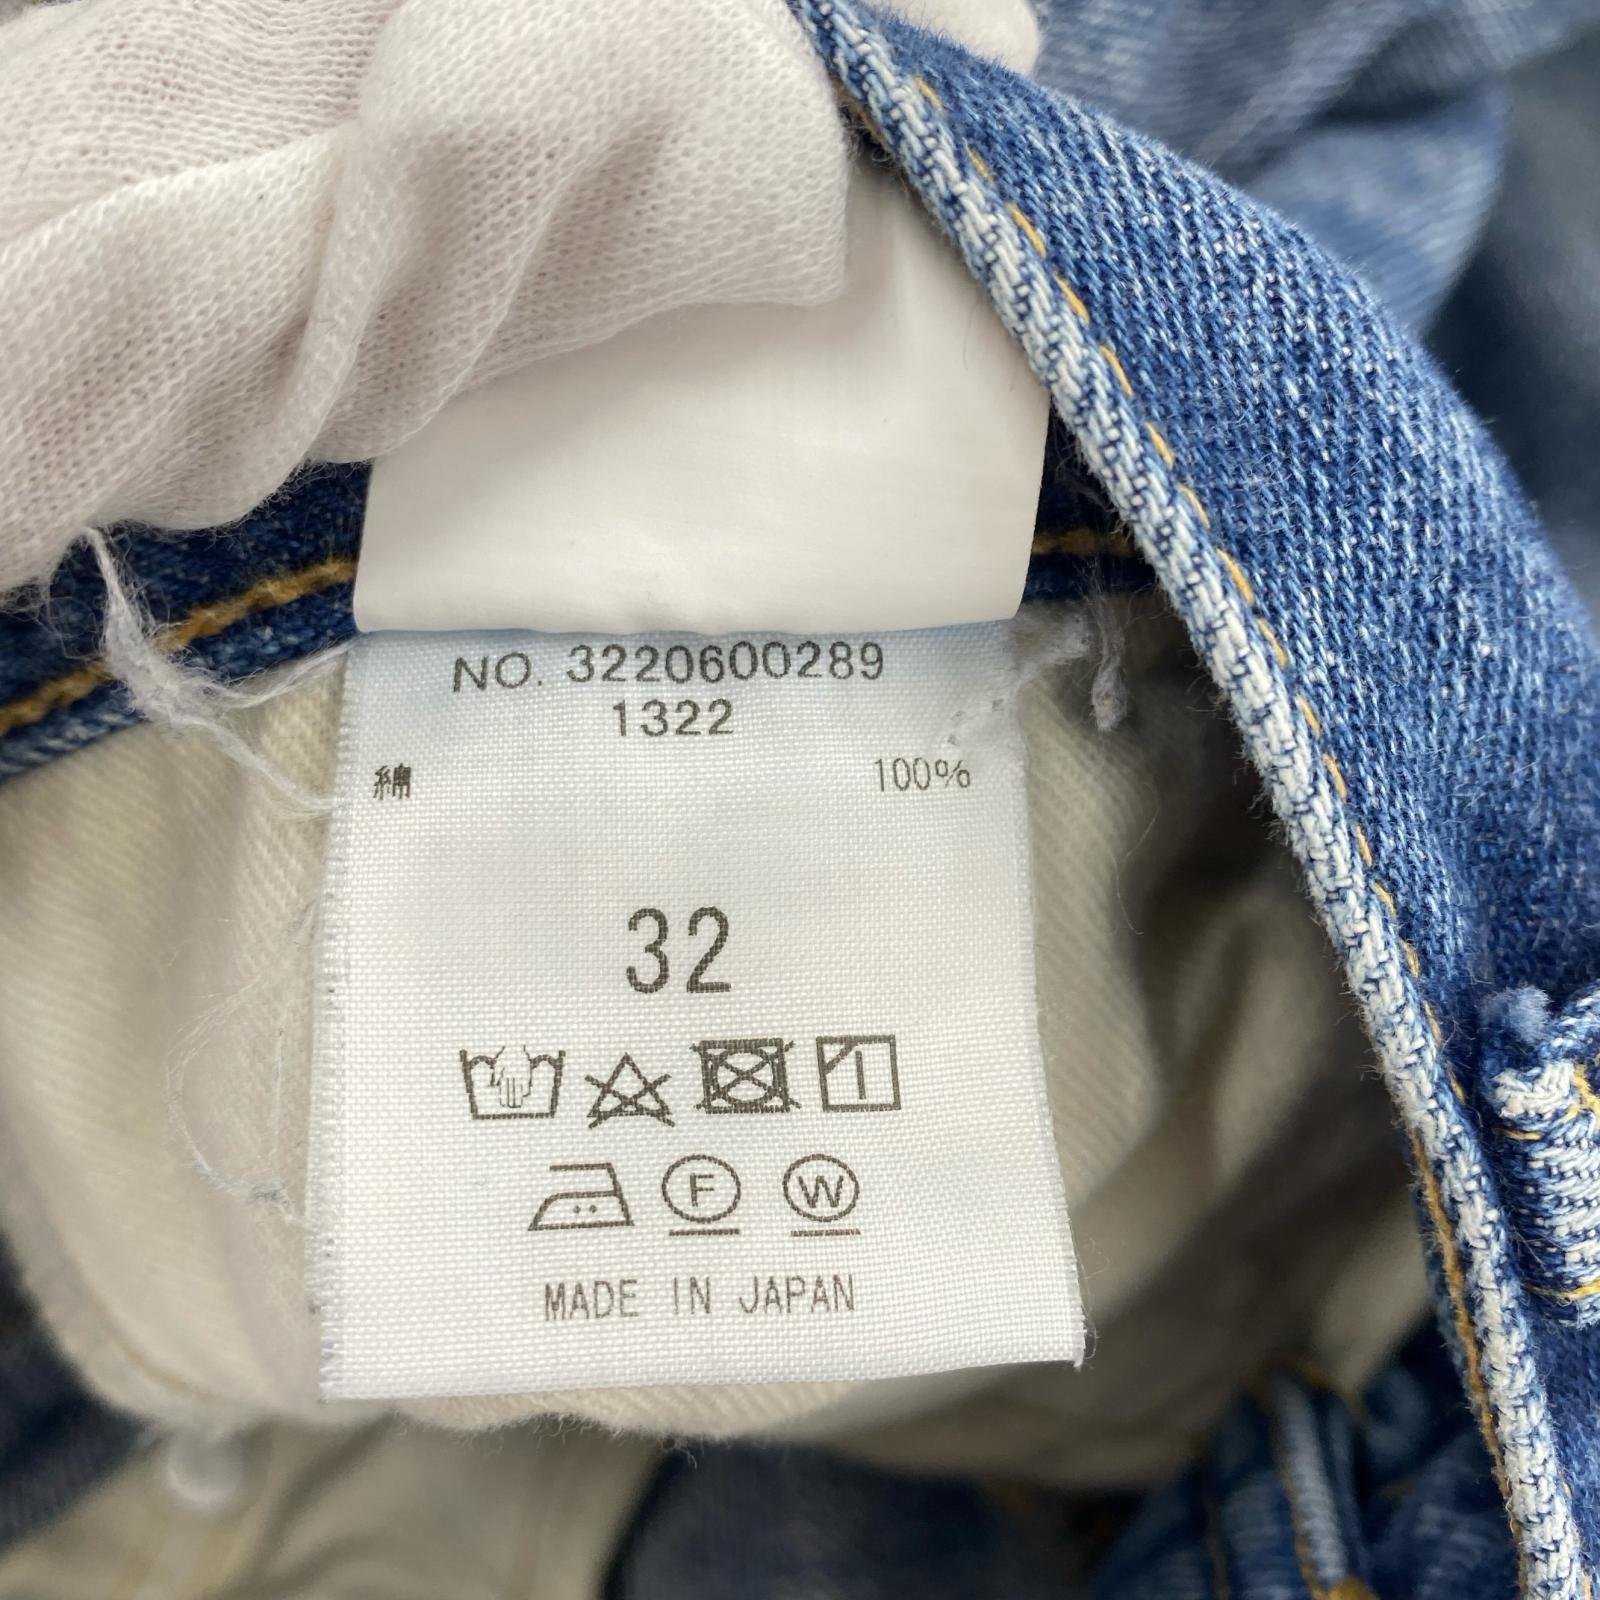 NO. 3220600289
1322
綿 100%
32
F W
MADE IN JAPAN